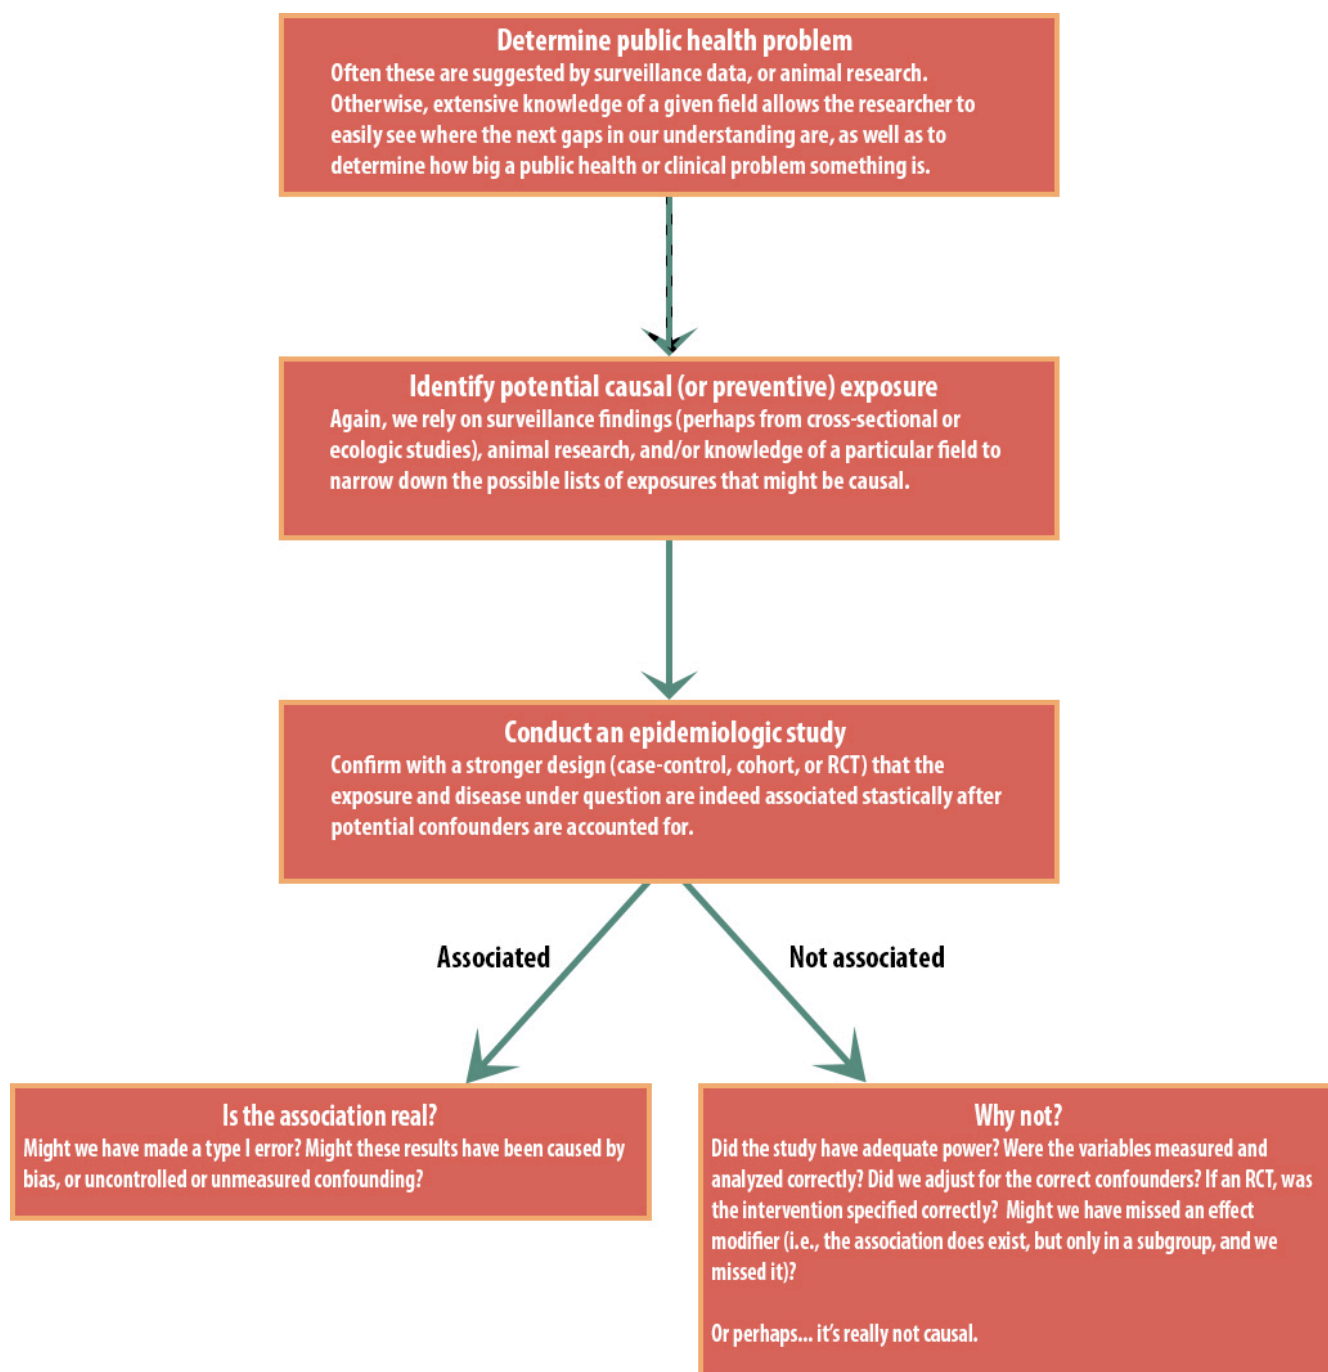 Determine public health problem
Often these are suggested by surveillance data, or animal research.
Otherwise, extensive knowledge of a given field allows the researcher to
easily see where the next gaps in our understanding are, as well as to
determine how big a public health or clinical problem something is.
Identify potential causal (or preventive) exposure
Again, we rely on surveillance findings (perhaps from cross-sectional or
ecologic studies), animal research, and/or knowledge of a particular field to
narrow down the possible lists of exposures that might be causal.
Conduct an epidemiologic study
Confirm with a stronger design (case-control, cohort, or RCT) that the
exposure and disease under question are indeed associated stastically after
potential confounders are accounted for.
Associated
Not associated
Is the association real?
Might we have made a type I error? Might these results have been caused by
bias, or uncontrolled or unmeasured confounding?
Why not?
Did the study have adequate power? Were the variables measured and
analyzed correctly? Did we adjust for the correct confounders? If an RCT, was
the intervention specified correctly?  Might we have missed an effect
modifier (i.e., the association does exist, but only in a subgroup, and we
missed it)?
Or perhaps... it's really not causal.